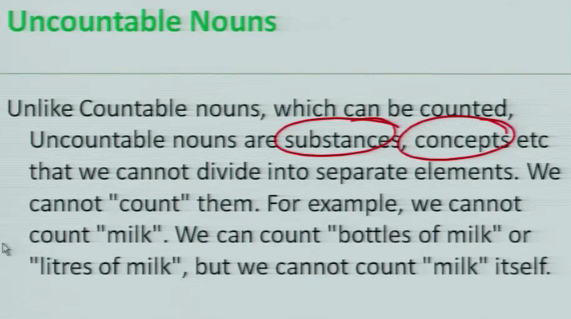 Uncountable Nouns
Unlike Countable nouns, which can be counted,
Uncountable nouns are substances, concepts etc
that we cannot divide into separate elements. We
cannot "count" them. For example, we cannot
count "milk". We can count "bottles of milk" or
"litres of milk", but we cannot count "milk" itself.